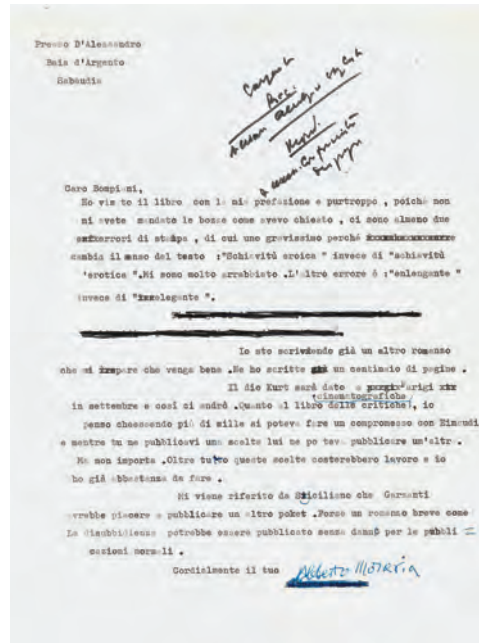 Presso D'Alessandro
Baia d'Argento
Sabaudia
Caro Bompiani,
Ho visto il libro con la mia prefazione e purtroppo , poichè non
mi avete mandato le bozze come avevo chiesto , ci sono almeno due
errori di stampa , di cui uno gravissimo perchè
cambia il senso del testo :"Schiavitù eroica " invece di "schiavitù
'erotica ".Mi sono molto arrabbiato .L'altro errore è :"enlengante "
invece di "elegante ".
Io sto scrivendo già un altro romanzo
che mi pare che venga bene .Ne ho scritte un centinaio di pagine .
Il dio Kurt sarà dato a Parigi
in settembre e così ci andrò .Quanto al libro delle critiche, io
cinematografiche
penso che essendo più di mille si poteva fare un compromesso con Einaudi
e mentre tu ne pubblicavi una scelta lui ne poteva pubblicare un'altra .
Ma non importa .Oltre tutto queste scelte costerebbero lavoro e io
ho già abbastanza da fare .
Mi viene riferito da Siciliano che Garzanti
avrebbe piacere a pubblicare un altro poket .Forse un romanzo breve come
La disubbidienza potrebbe essere pubblicato senza danno per le pubbli =
cazioni normali .
Cordialmente il tuo Alberto Moravia